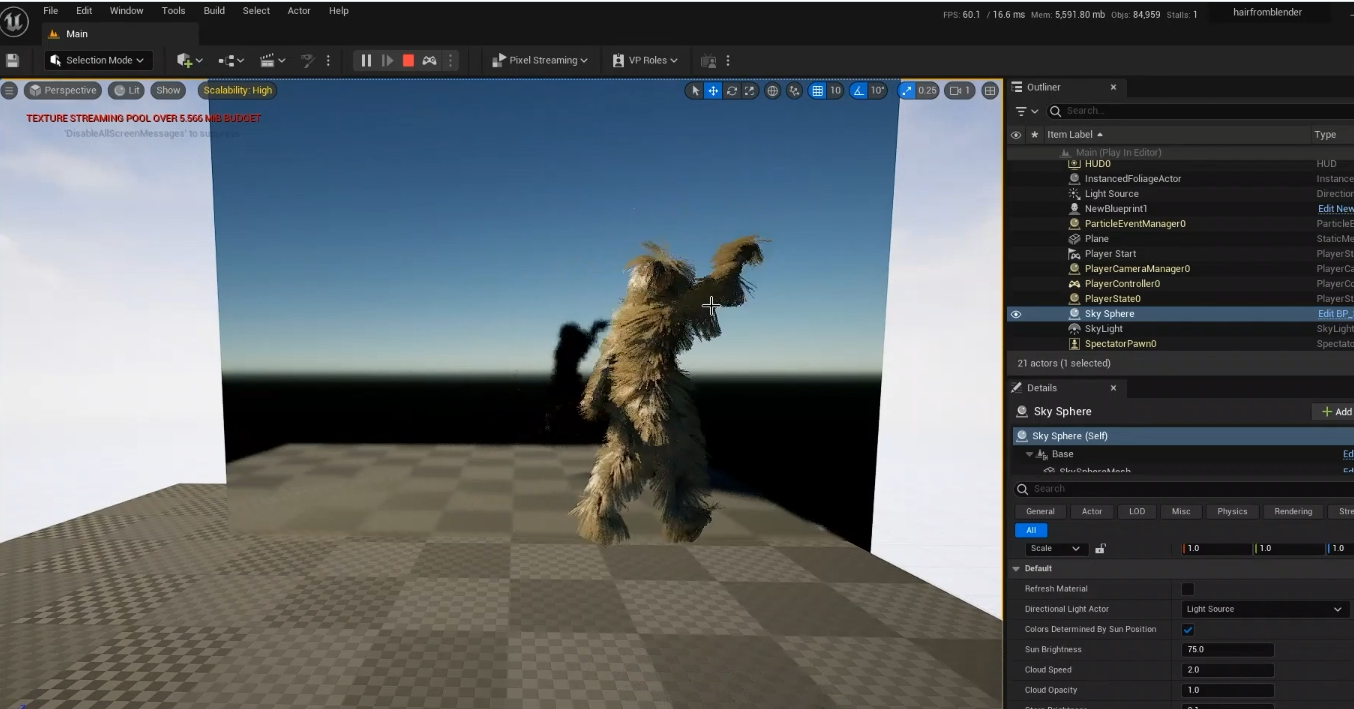 File Edit Window Tools Build Select Actor Help
FPS: 60.1 / 16.6 ms Mem: 5,591.80 mb Objs: 84,959 Stalls: 1 hairfromblender
Main
Selection Mode Pixel Streaming VP Roles
Perspective Lit Show Scalability: High 10 10° 0.25 1
TEXTURE STREAMING POOL OVER 5.566 MiB BUDGET
'DisableAllScreenMessages' to
Outliner
Search...
Item Label Type
Main (Play In Editor)
HUD0 HUD
InstancedFoliageActor Instance
Light Source Direction
NewBlueprint1 Edit New
ParticleEventManager0 ParticleE
Plane StaticMe
Player Start PlayerSt
PlayerCameraManager0 PlayerCa
PlayerController0 PlayerCo
PlayerState0 PlayerSt
Sky Sphere Edit BP_
SkyLight SkyLight
SpectatorPawn0 Spectato
21 actors (1 selected)
Details
Sky Sphere Add
Sky Sphere (Self)
Base Ed
SkySphereMesh Ed
Search
General Actor LOD Misc Physics Rendering Stre
All
Scale 1.0 1.0 1.0
Default
Refresh Material
Directional Light Actor Light Source
Colors Determined By Sun Position
Sun Brightness 75.0
Cloud Speed 2.0
Cloud Opacity 1.0